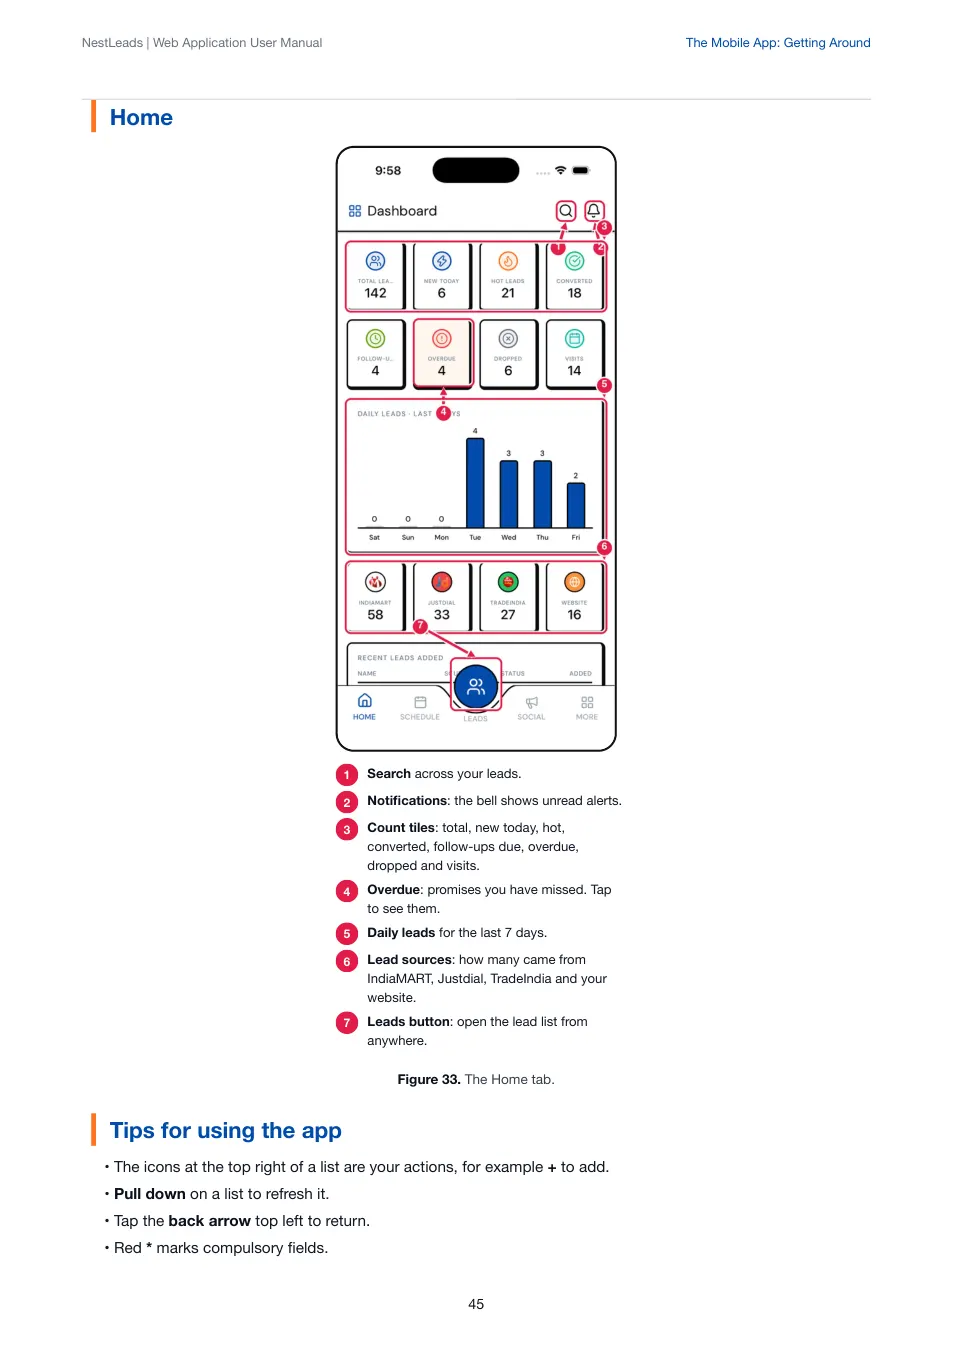 NestLeads | Web Application User Manual
The Mobile App: Getting Around
Home
9:58
Dashboard
1
2
3
TOTAL LEA...
NEW TODAY
HOT LEADS
CONVERTED
142
6
21
18
FOLLOW-U...
OVERDUE
DROPPED
VISITS
4
4
6
14
5
4
DAILY LEADS · LAST
YS
4
3
3
2
0
0
0
Sat
Sun
Mon
Tue
Wed
Thu
Fri
6
INDIAMART
JUSTDIAL
TRADEINDIA
WEBSITE
58
33
27
16
7
RECENT LEADS ADDED
NAME
STATUS
ADDED
HOME
SCHEDULE
LEADS
SOCIAL
MORE
1 Search across your leads.
2 Notifications: the bell shows unread alerts.
3 Count tiles: total, new today, hot,
converted, follow-ups due, overdue,
dropped and visits.
4 Overdue: promises you have missed. Tap
to see them.
5 Daily leads for the last 7 days.
6 Lead sources: how many came from
IndiaMART, Justdial, TradeIndia and your
website.
7 Leads button: open the lead list from
anywhere.
Figure 33. The Home tab.
Tips for using the app
• The icons at the top right of a list are your actions, for example + to add.
• Pull down on a list to refresh it.
• Tap the back arrow top left to return.
• Red * marks compulsory fields.
45